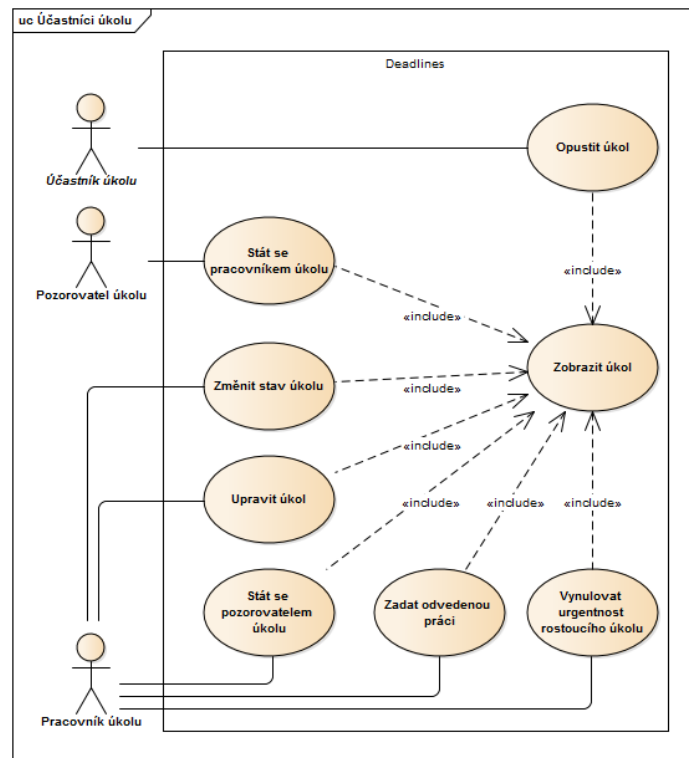 uc Účastníci úkolu
Deadlines
Účastník úkolu
Opustit úkol
Pozorovatel úkolu
Stát se
pracovníkem úkolu
«include»
«include»
Zobrazit úkol
Změnit stav úkolu
«include»
Upravit úkol
«include»
«include»
«include»
«include»
Stát se
pozorovatelem
úkolu
Zadat odvedenou
práci
Vynulovat
urgentnost
rostoucího úkolu
Pracovník úkolu